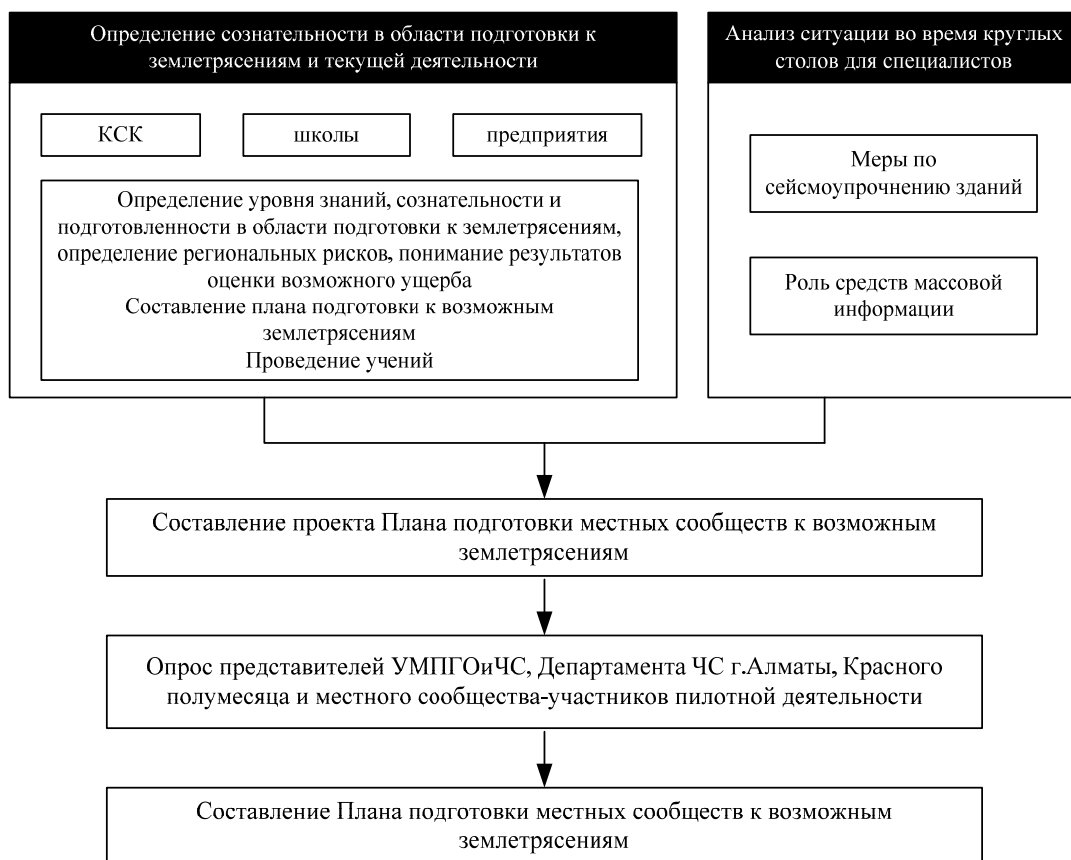 Определение сознательности в области подготовки к
землетрясениям и текущей деятельности
КСК
школы
предприятия
Определение уровня знаний, сознательности и
подготовленности в области подготовки к землетрясениям,
определение региональных рисков, понимание результатов
оценки возможного ущерба
Составление плана подготовки к возможным
землетрясениям
Проведение учений
Анализ ситуации во время круглых
столов для специалистов
Меры по
сейсмоупрочнению зданий
Роль средств массовой
информации
Составление проекта Плана подготовки местных сообществ к возможным
землетрясениям
Опрос представителей УМПГОиЧС, Департамента ЧС г.Алматы, Красного
полумесяца и местного сообщества-участников пилотной деятельности
Составление Плана подготовки местных сообществ к возможным
землетрясениям